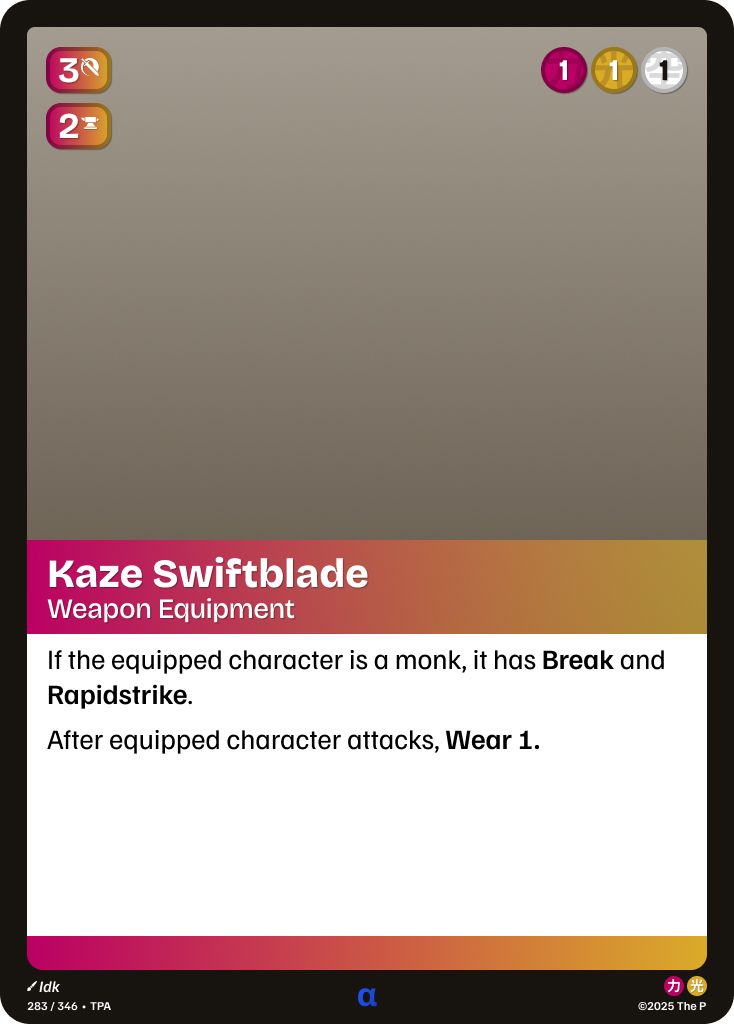 3
2
1 1 1
Kaze Swiftblade
Weapon Equipment
If the equipped character is a monk, it has Break and
Rapidstrike.
After equipped character attacks, Wear 1.
Idk
283 / 346 • TPA
α
力 光
©2025 The P